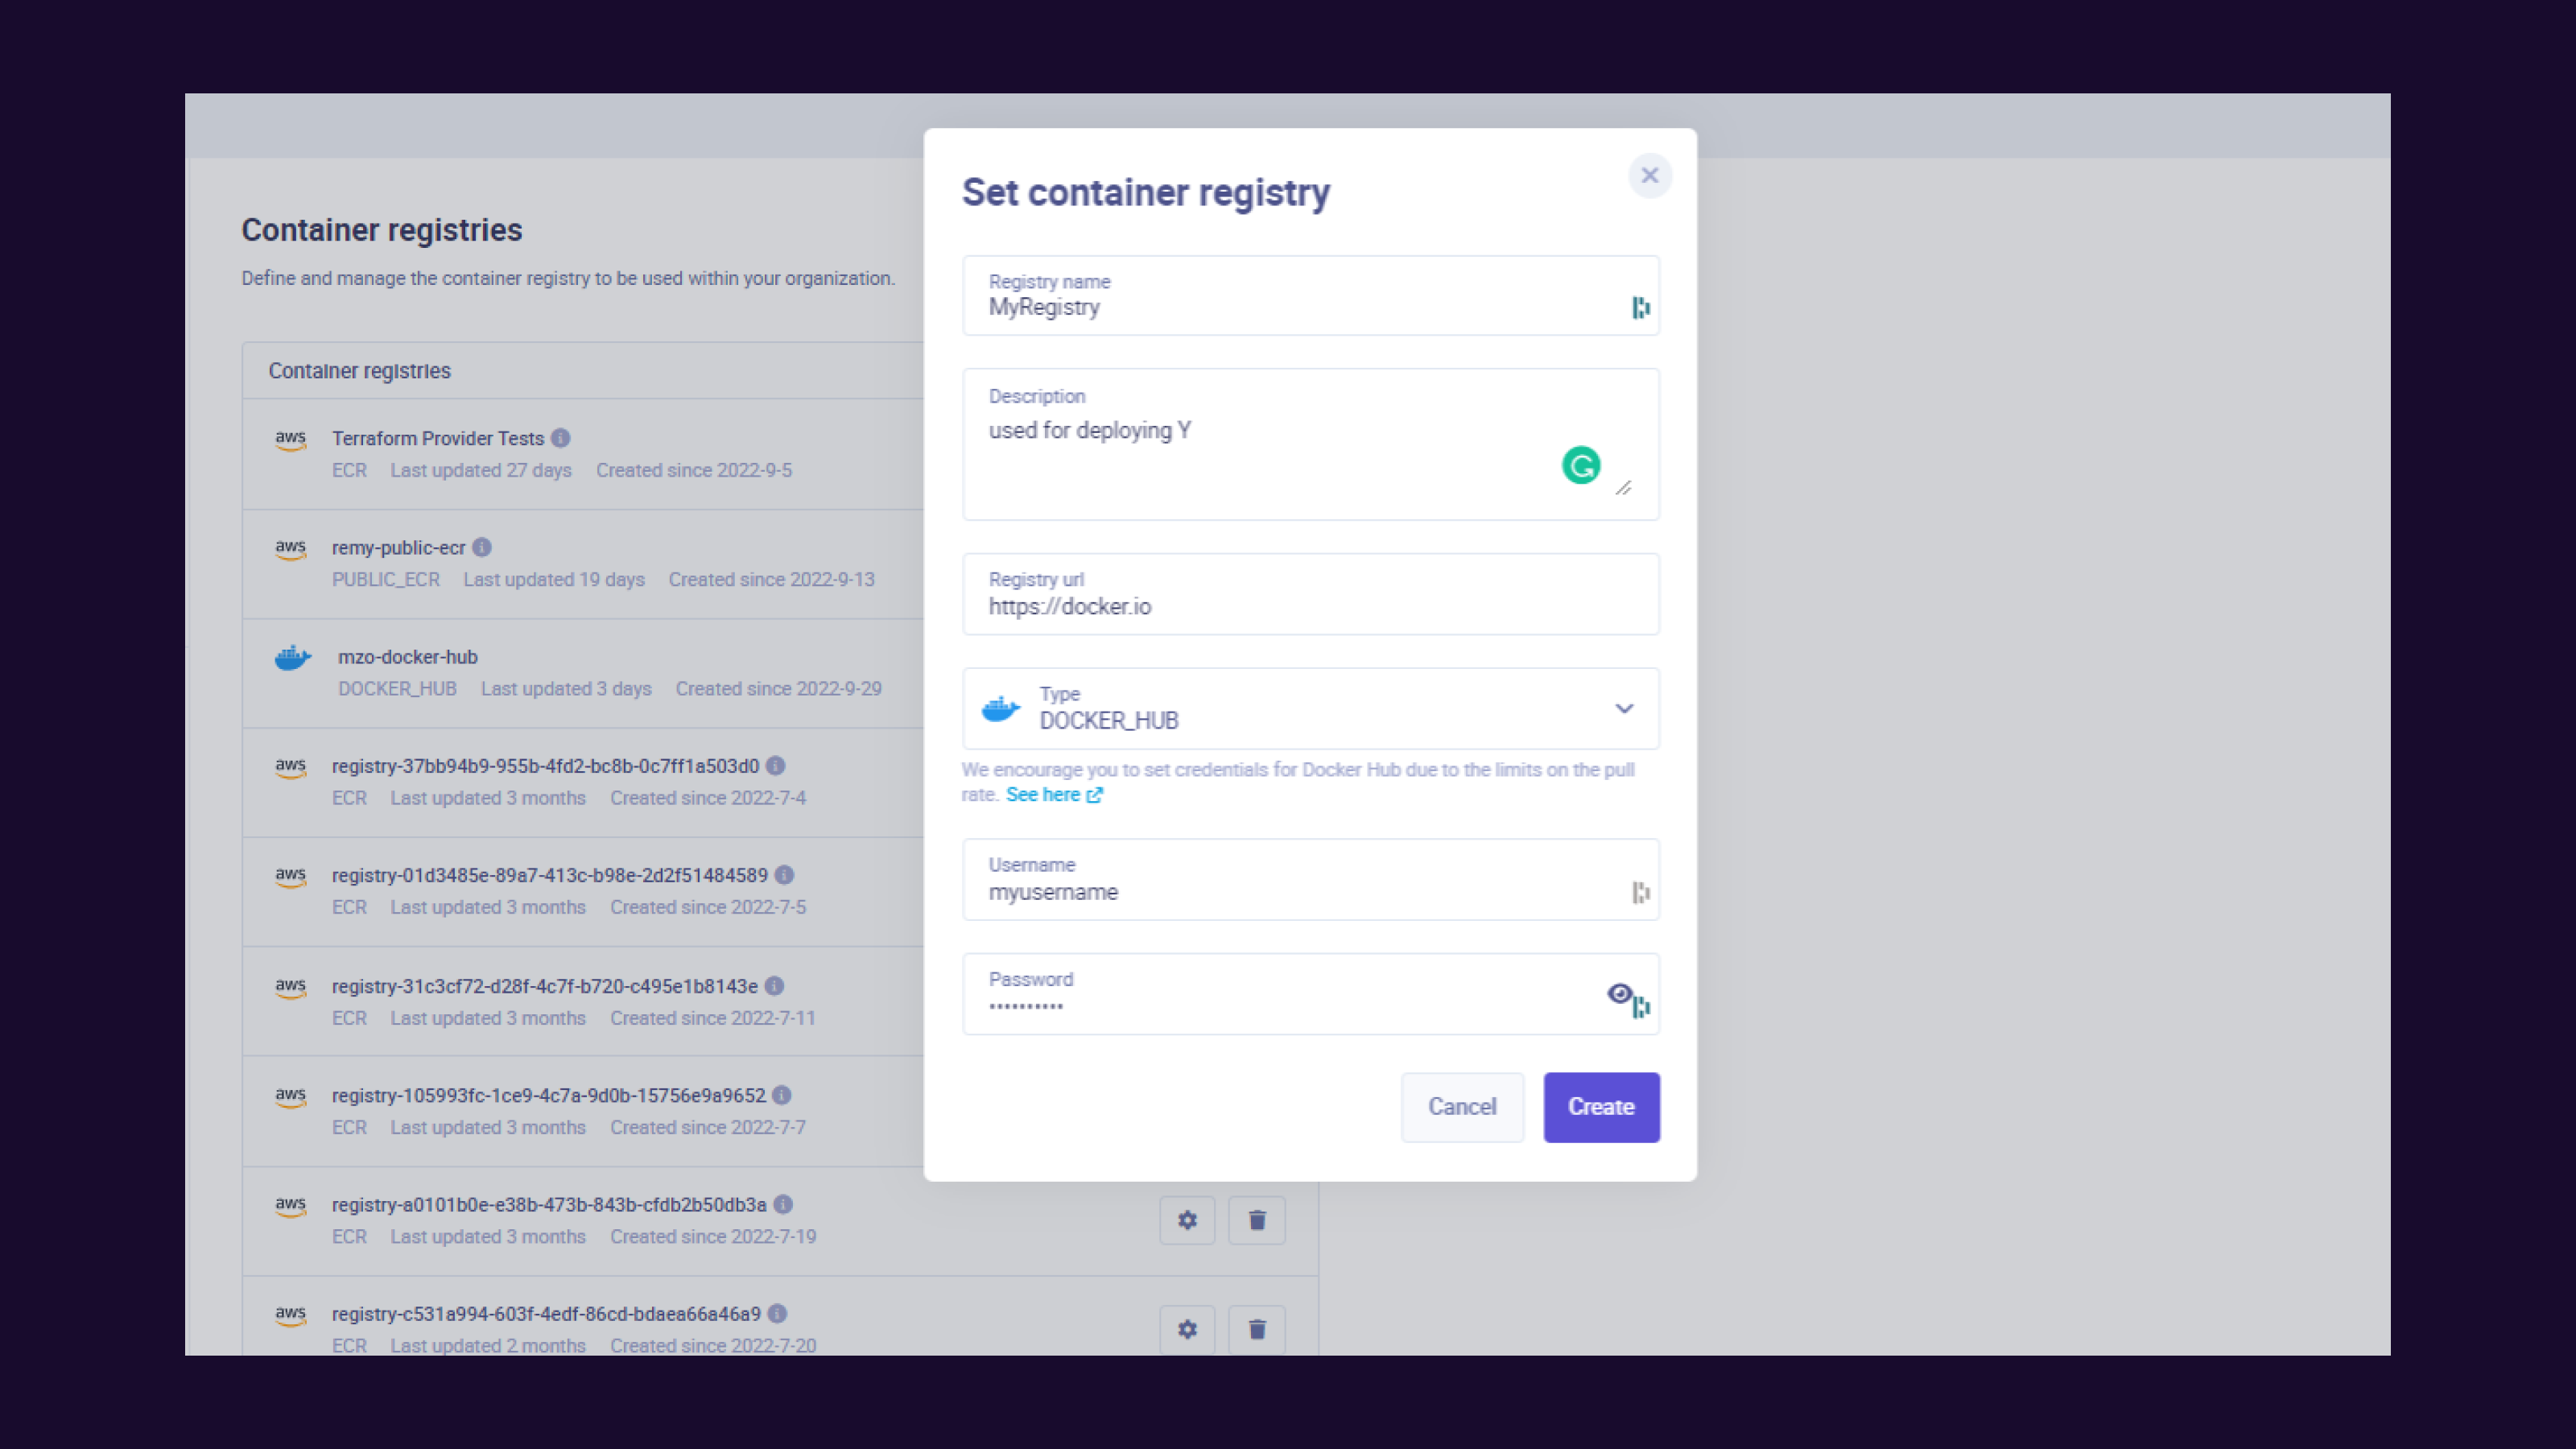 Container registries
Define and manage the container registry to be used within your organization.
Container registries
aws
Terraform Provider Tests
ECR Last updated 27 days Created since 2022-9-5
aws
remy-public-ecr
PUBLIC_ECR Last updated 19 days Created since 2022-9-13
mzo-docker-hub
DOCKER_HUB Last updated 3 days Created since 2022-9-29
aws
registry-37bb94b9-955b-4fd2-bc8b-0c7ff1a503d0
ECR Last updated 3 months Created since 2022-7-4
aws
registry-01d3485e-89a7-413c-b98e-2d2f51484589
ECR Last updated 3 months Created since 2022-7-5
aws
registry-31c3cf72-d28f-4c7f-b720-c495e1b8143e
ECR Last updated 3 months Created since 2022-7-11
aws
registry-105993fc-1ce9-4c7a-9d0b-15756e9a9652
ECR Last updated 3 months Created since 2022-7-7
aws
registry-a0101b0e-e38b-473b-843b-cfdb2b50db3a
ECR Last updated 3 months Created since 2022-7-19
aws
registry-c531a994-603f-4edf-86cd-bdaea66a46a9
ECR Last updated 2 months Created since 2022-7-20
Set container registry
Registry name
MyRegistry
Description
used for deploying Y
Registry url
https://docker.io
Type
DOCKER_HUB
We encourage you to set credentials for Docker Hub due to the limits on the pull
rate. See here
Username
myusername
Password
••••••••••
Cancel Create